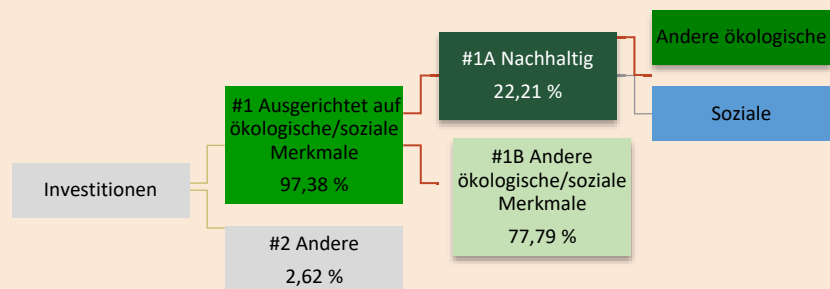 Investitionen
#1 Ausgerichtet auf
ökologische/soziale
Merkmale
97,38 %
#2 Andere
2,62 %
#1A Nachhaltig
22,21 %
#1B Andere
ökologische/soziale
Merkmale
77,79 %
Andere ökologische
Soziale